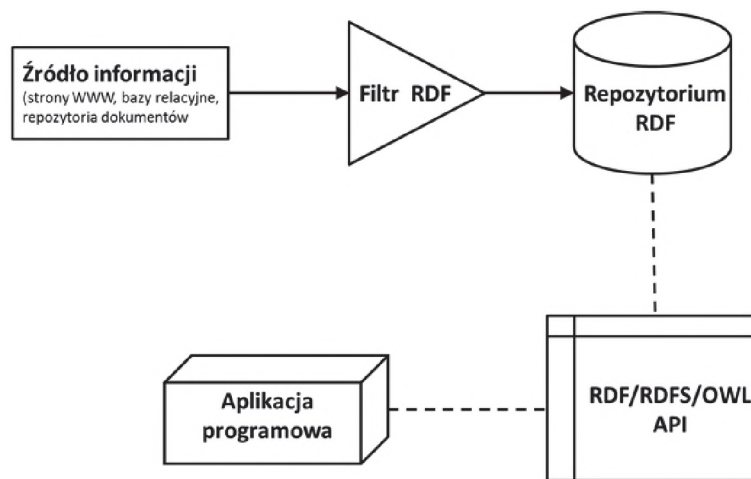 Źródło informacji
(strony WWW, bazy relacyjne,
repozytoria dokumentów
Filtr RDF
Repozytorium
RDF
Aplikacja
programowa
RDF/RDFS/OWL
API